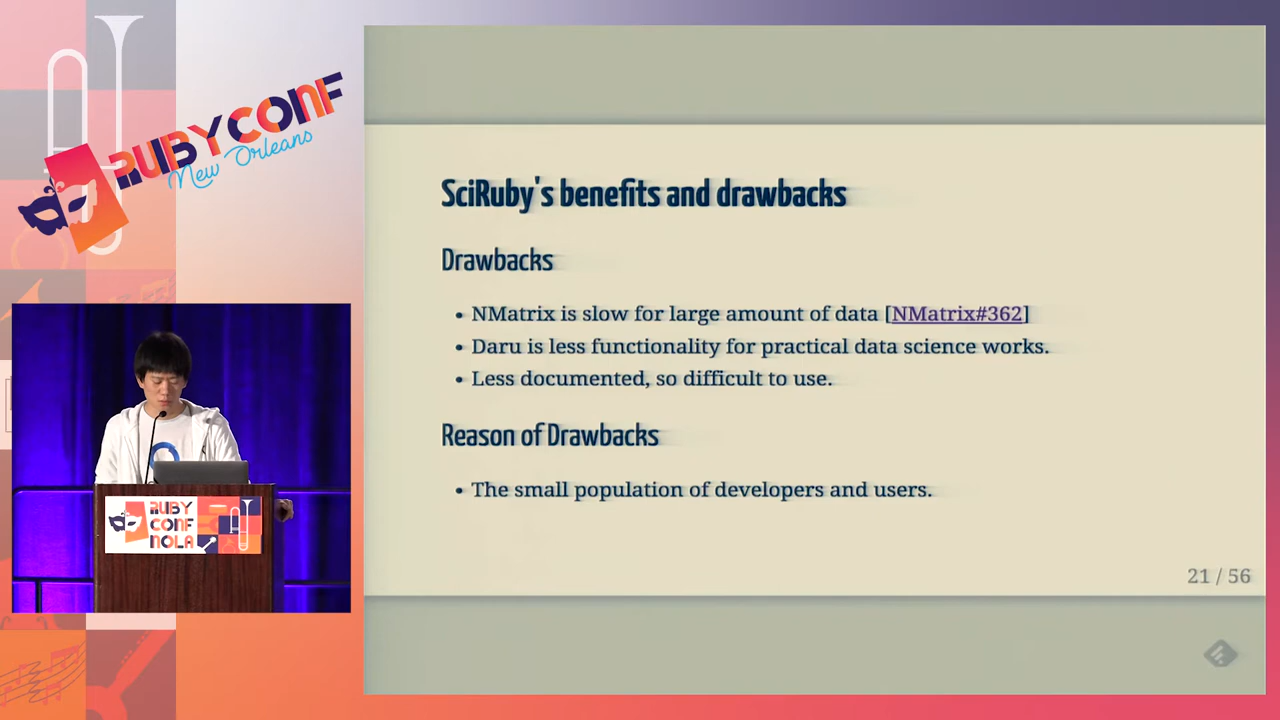 RUBYCONF
New Orleans
SciRuby's benefits and drawbacks
Drawbacks
• NMatrix is slow for large amount of data [NMatrix#362]
• Daru is less functionality for practical data science works.
• Less documented, so difficult to use.
Reason of Drawbacks
• The small population of developers and users.
21 / 56
RUBY
CONF
NOLA